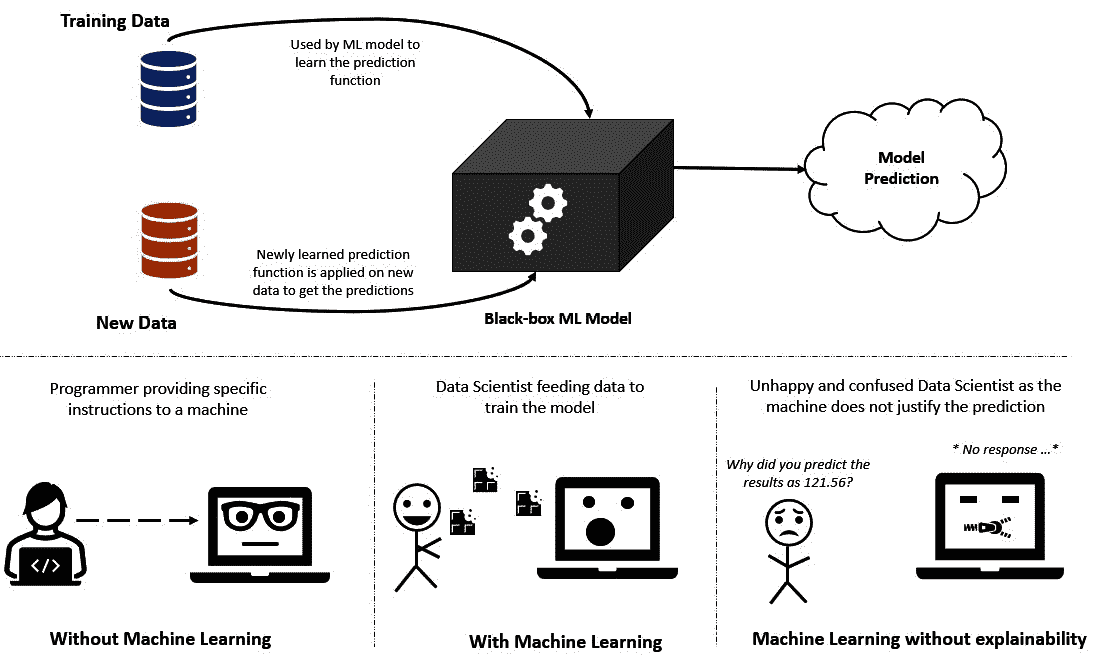 Training Data
Used by ML model to
learn the prediction
function
Model
Prediction
Newly learned prediction
function is applied on new
data to get the predictions
New Data
Black-box ML Model
Programmer providing specific
instructions to a machine
</>
Without Machine Learning
Data Scientist feeding data to
train the model
With Machine Learning
Unhappy and confused Data Scientist as the
machine does not justify the prediction
* No response ...*
Why did you predict the
results as 121.56?
Machine Learning without explainability